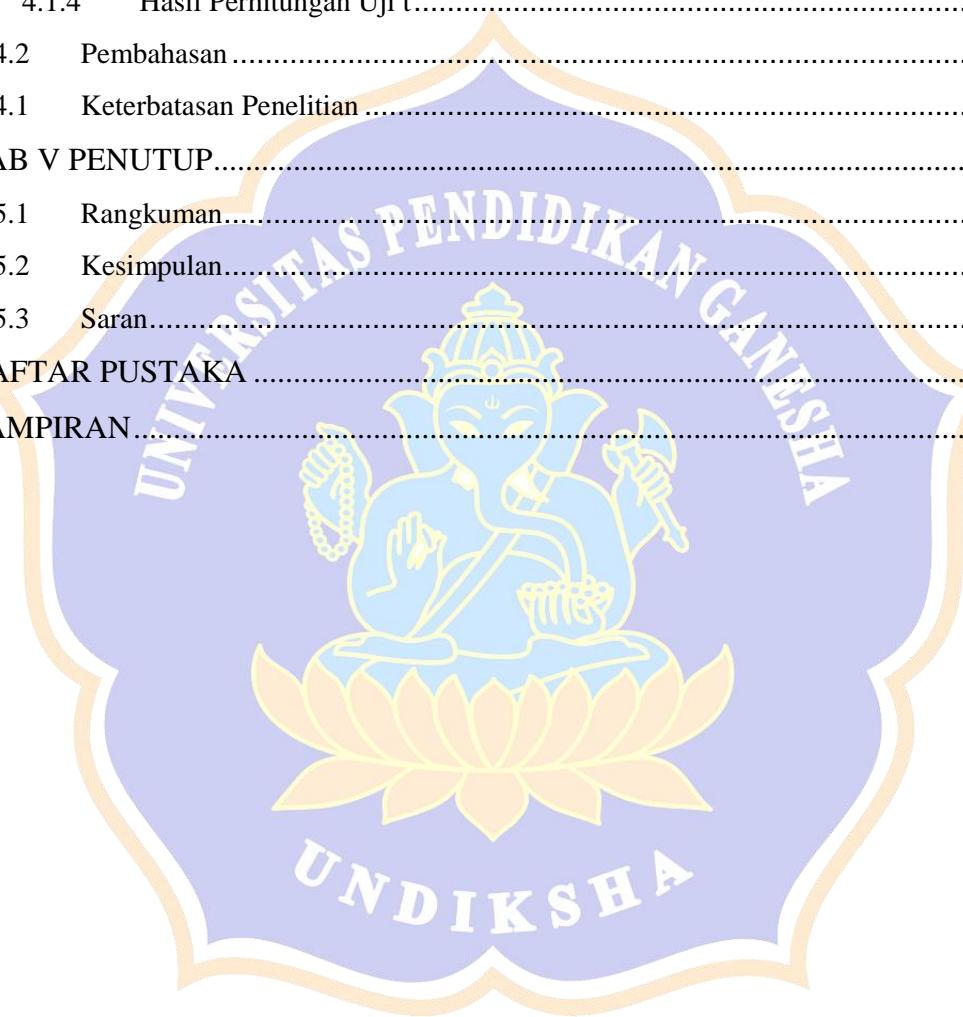 4.1.4 Hasil Perhitungan Uji t........................................................................
4.2 Pembahasan........................................................................
4.1 Keterbatasan Penelitian........................................................................
AB V PENUTUP........................................................................
5.1 Rangkuman........................................................................
5.2 Kesimpulan........................................................................
5.3 Saran........................................................................
AFTAR PUSTAKA........................................................................
AMPIRAN........................................................................
UNIVERSITAS PENDIDIKAN GANESHA
UNDIKSHA